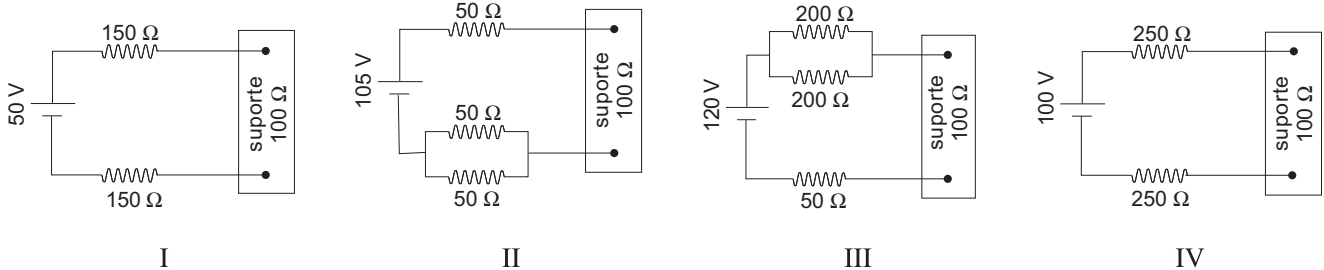 150 Ω
50 V
suporte
100 Ω
150 Ω
I
50 Ω
105 V
50 Ω
50 Ω
suporte
100 Ω
II
200 Ω
200 Ω
120 V
50 Ω
suporte
100 Ω
III
250 Ω
100 V
suporte
100 Ω
250 Ω
IV